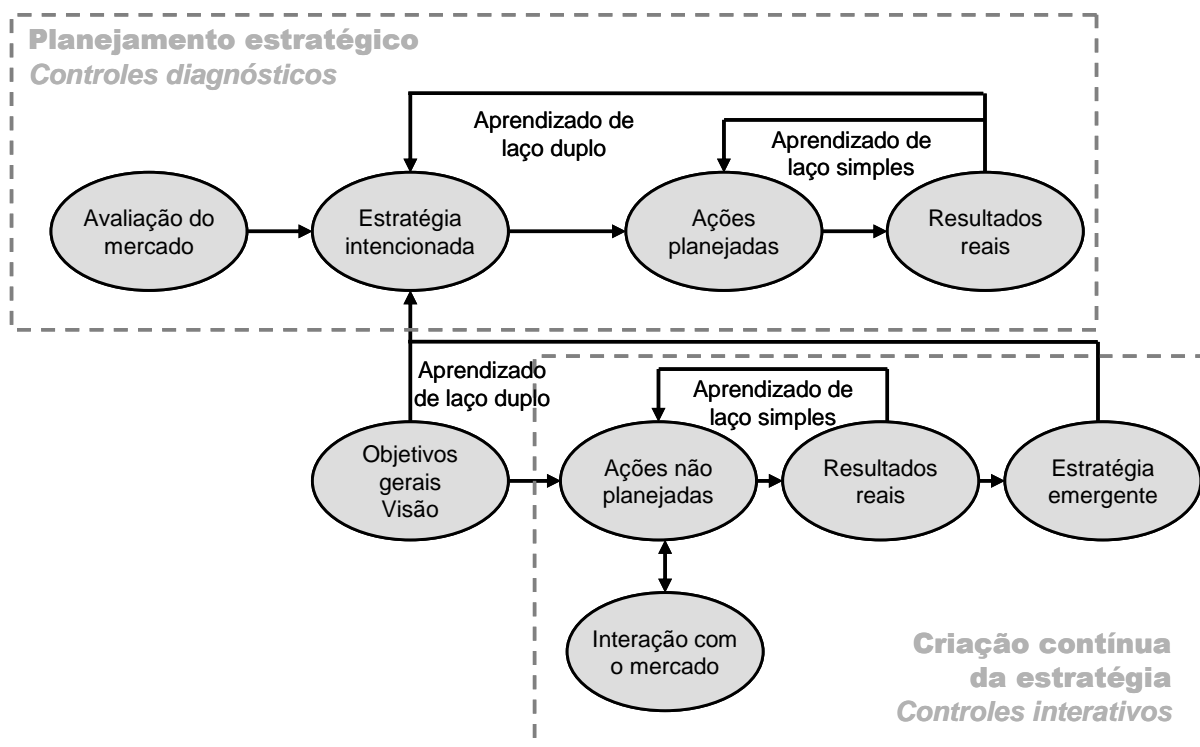 Planejamento estratégico
Controles diagnósticos
Aprendizado de
laço duplo
Aprendizado de
laço simples
Avaliação do
mercado
Estratégia
intencionada
Ações
planejadas
Resultados
reais
Aprendizado
de laço duplo
Aprendizado de
laço simples
Objetivos
gerais
Visão
Ações não
planejadas
Resultados
reais
Estratégia
emergente
Interação com
o mercado
Criação contínua
da estratégia
Controles interativos